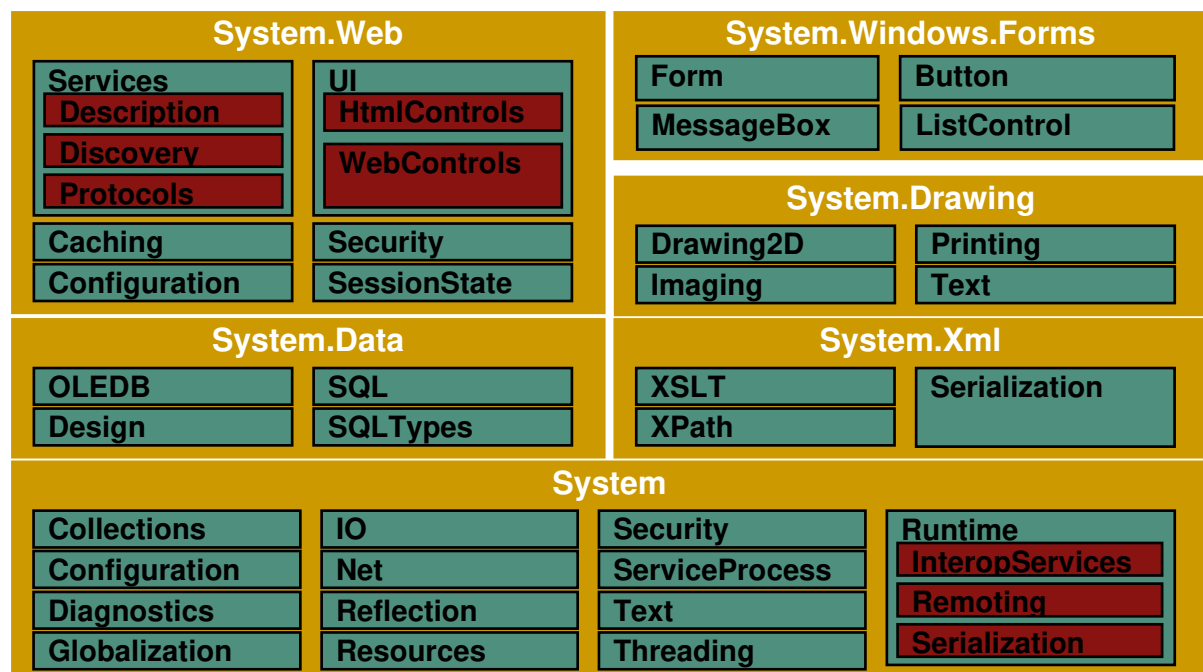 System.Web
Services
Description
Discovery
Protocols
UI
HtmlControls
WebControls
Caching
Security
Configuration
SessionState
System.Windows.Forms
Form
Button
MessageBox
ListControl
System.Drawing
Drawing2D
Printing
Imaging
Text
System.Data
OLEDB
SQL
Design
SQLTypes
System.Xml
XSLT
Serialization
XPath
System
Collections
Configuration
Diagnostics
Globalization
IO
Net
Reflection
Resources
Security
ServiceProcess
Text
Threading
Runtime
InteropServices
Remoting
Serialization